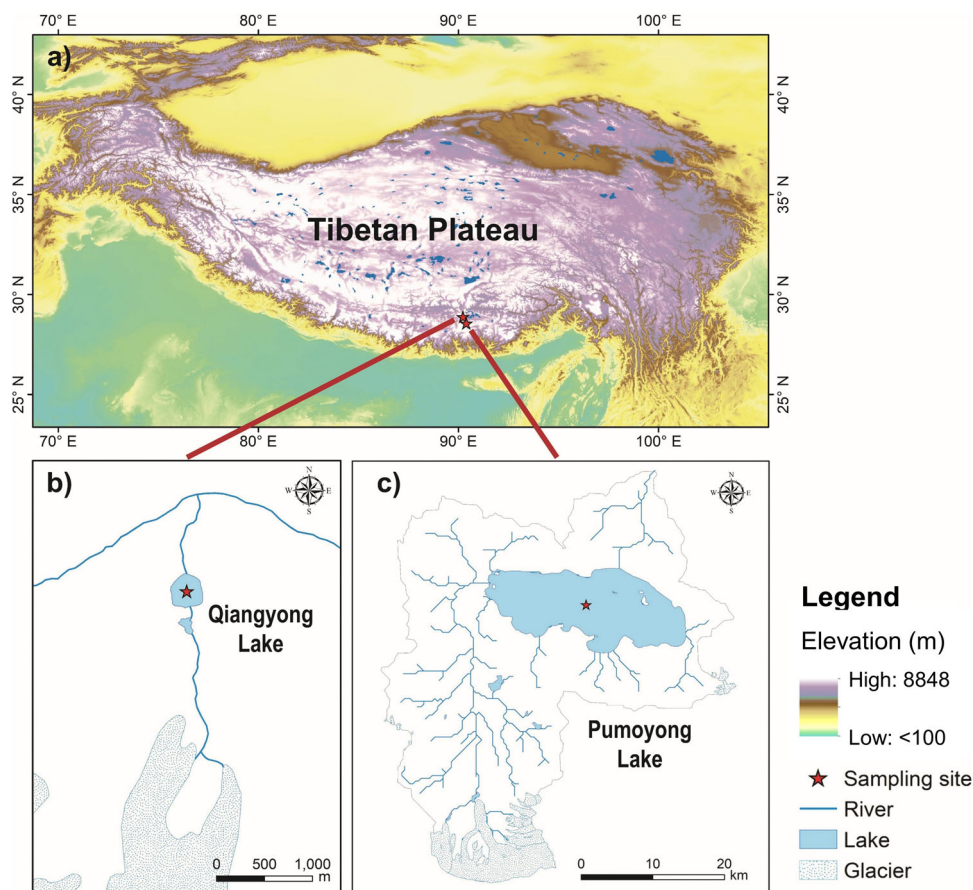 70° E 80° E 90° E 100° E
a)
40° N 40° N
35° N 35° N
Tibetan Plateau
30° N 30° N
25° N 25° N
70° E 80° E 90° E 100° E
b)
N
W E
S
Qiangyong
Lake
0 500 1,000
m
c)
N
W E
S
Pumoyong
Lake
0 10 20
km
Legend
Elevation (m)
High: 8848
Low: <100
Sampling site
River
Lake
Glacier